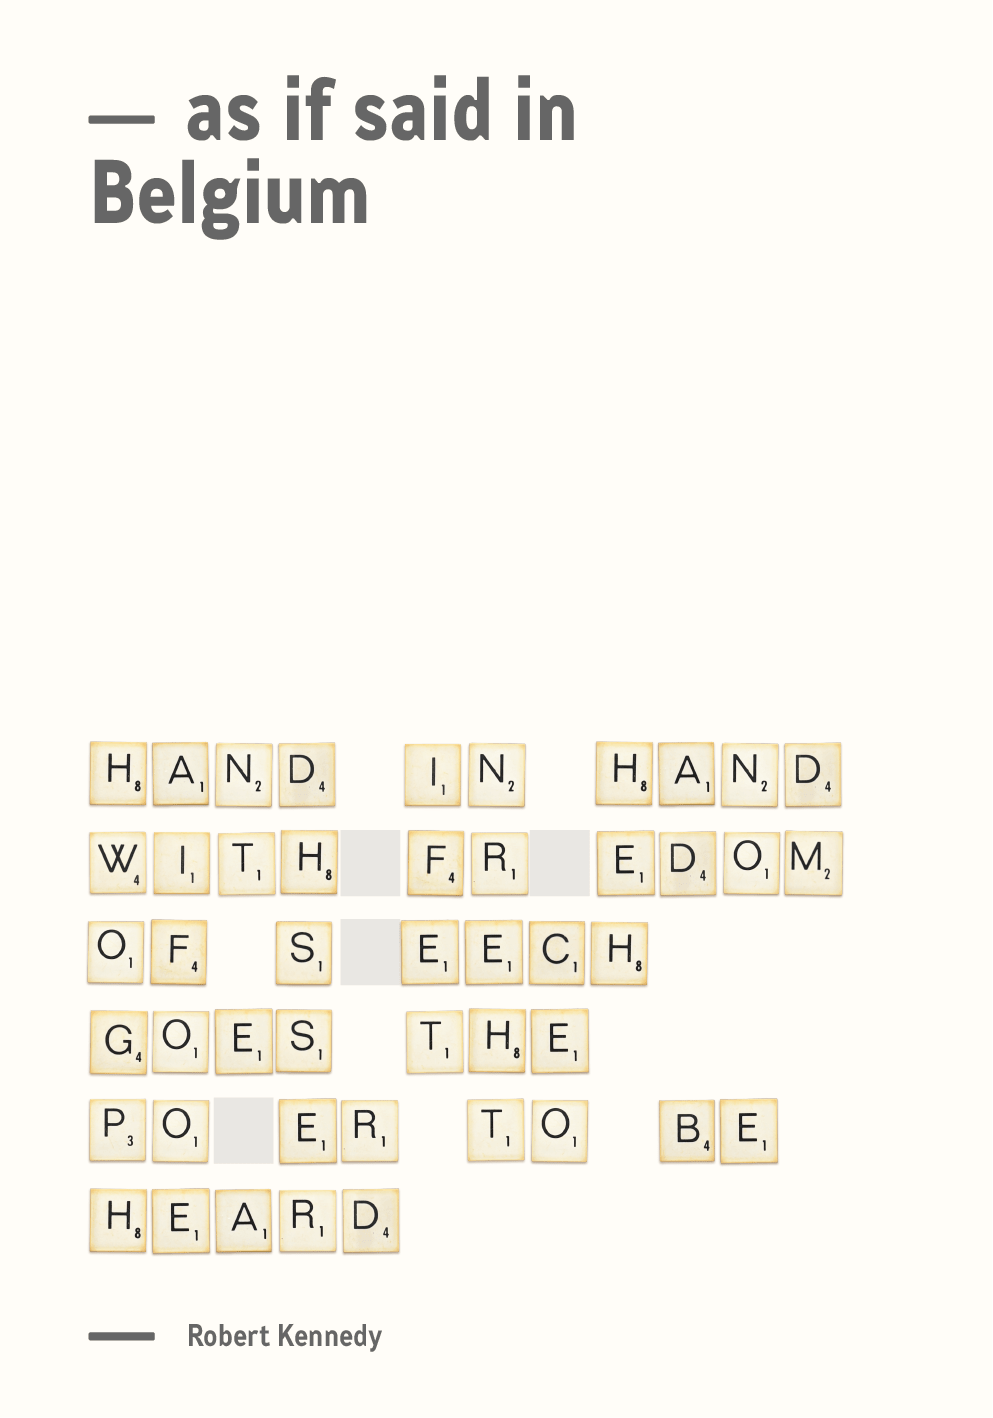 — as if said in
Belgium
HAND IN HAND
WITH FR EDOM
OF S EECH
GOES THE
PO ER TO BE
HEARD
— Robert Kennedy